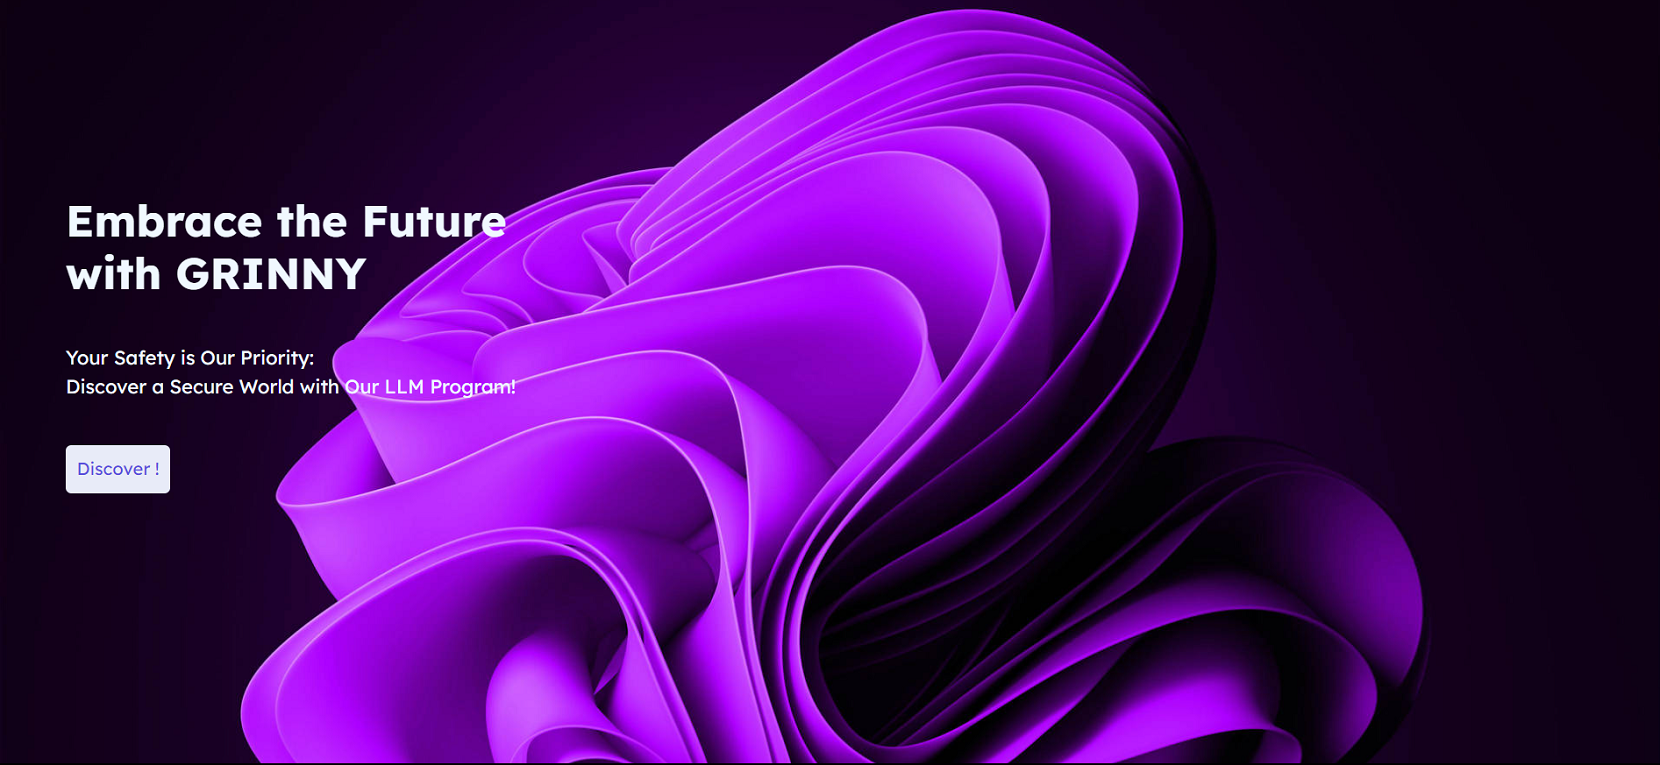 Embrace the Future
with GRINNY
Your Safety is Our Priority:
Discover a Secure World with Our LLM Program!
Discover !